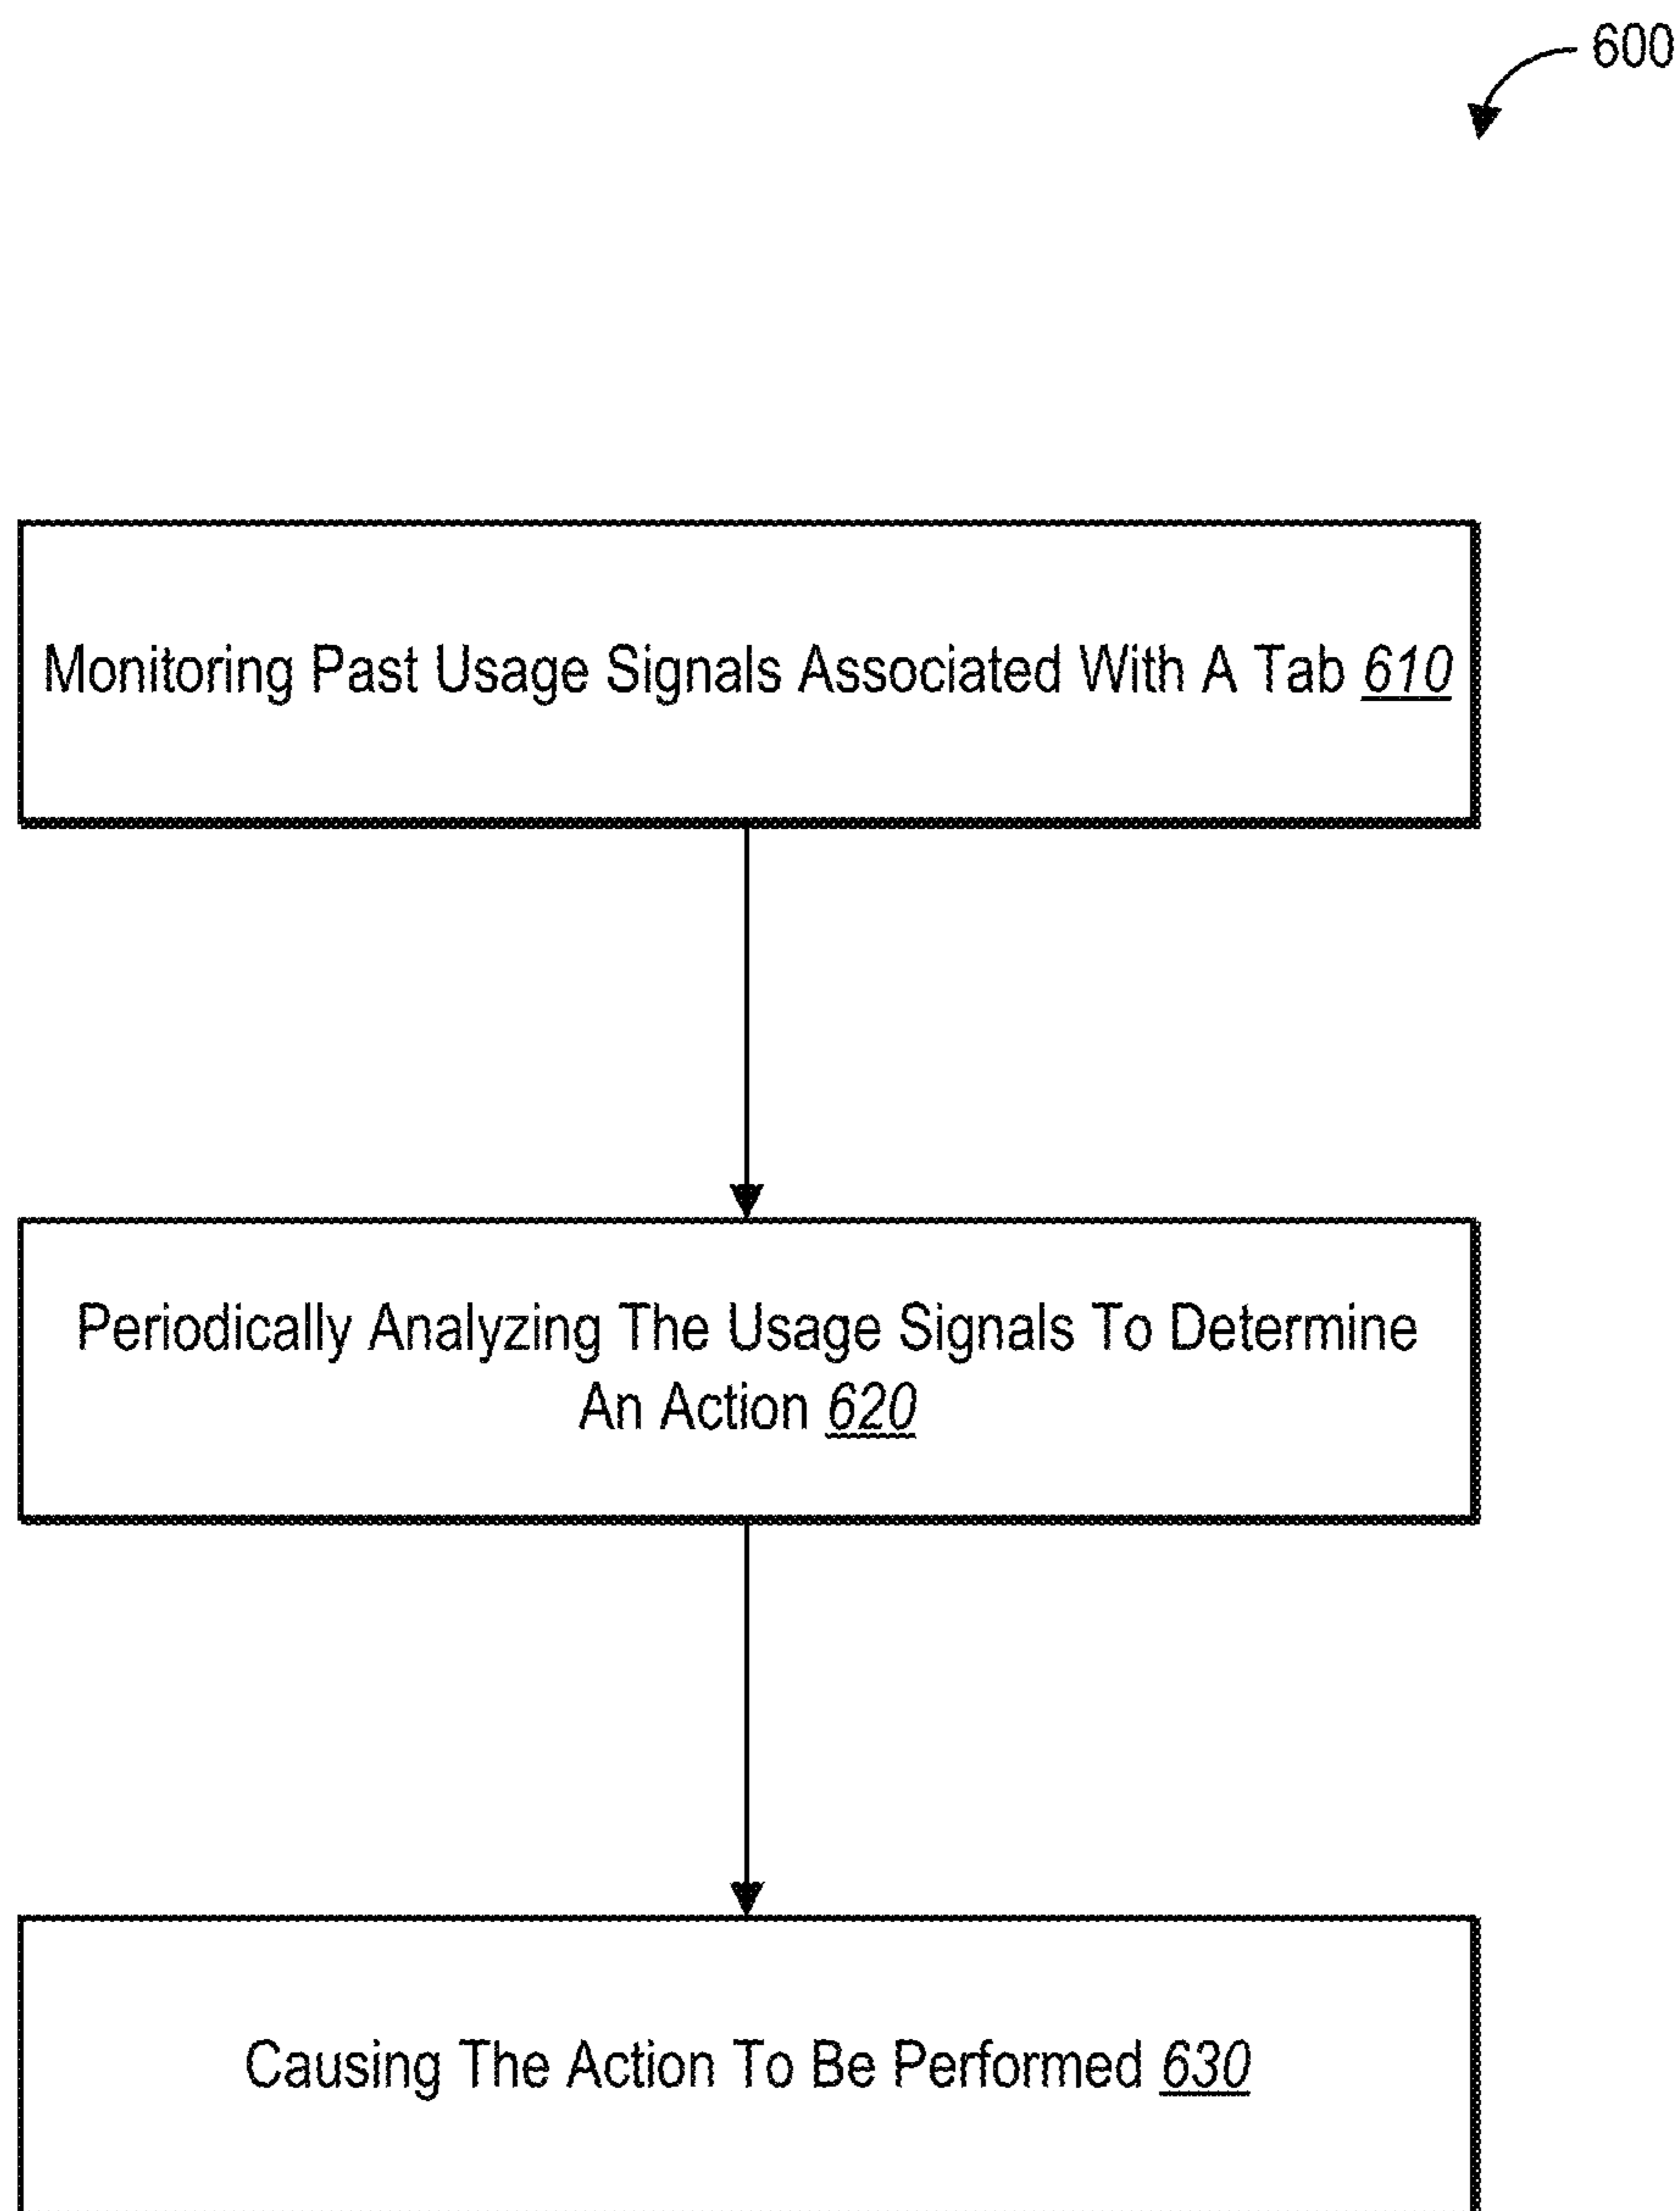 600
Monitoring Past Usage Signals Associated With A Tab 610
Periodically Analyzing The Usage Signals To Determine
An Action 620
Causing The Action To Be Performed 630